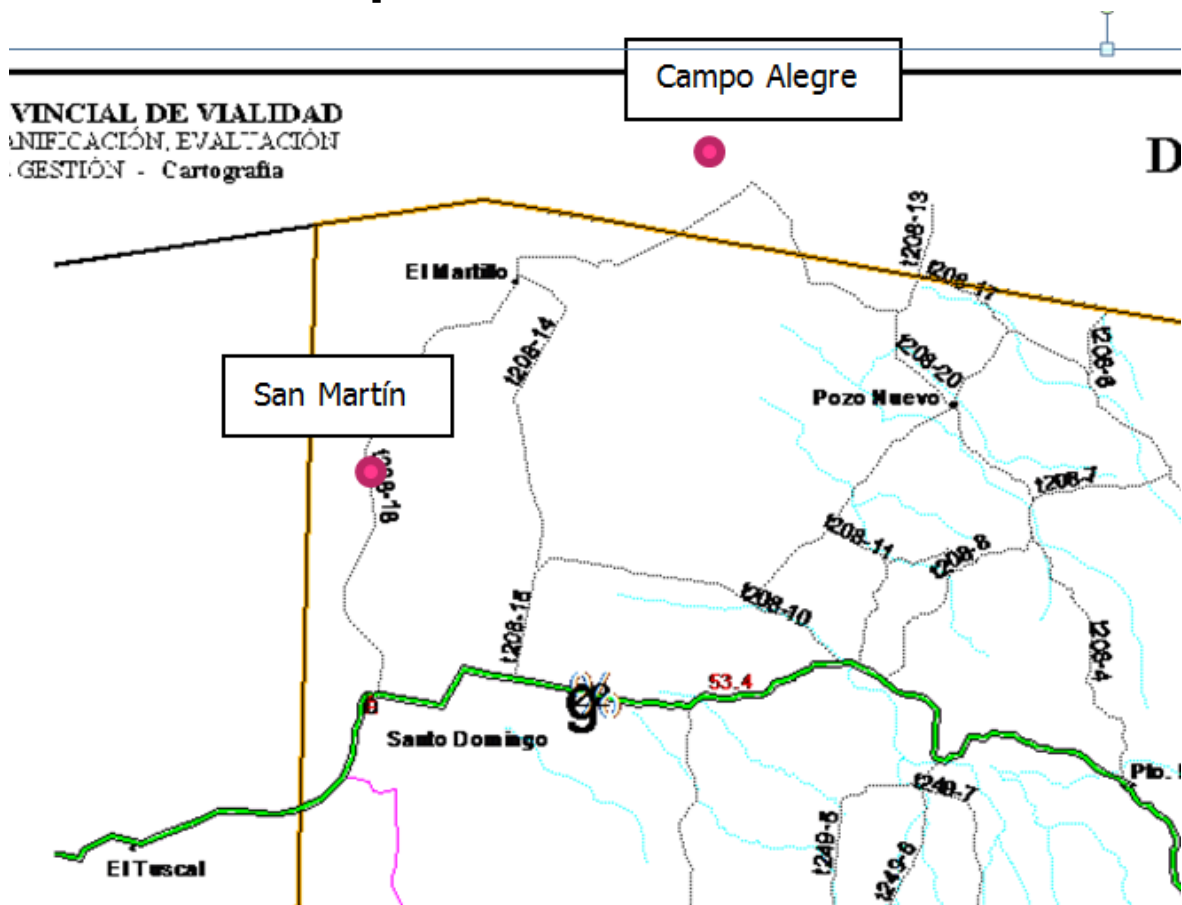 Campo Alegre
VINCIAL DE VIALIDAD
ANIFICACIÓN, EVALUACIÓN
GESTIÓN - Cartografía
D
t208-13
El Martillo
t208-17
t208-14
t208-20
t208-6
San Martín
Pozo Nuevo
t208-18
t208-7
t208-11
t208-8
t208-10
t208-15
t208-4
53.4
g
Santo Domingo
Pto.
t249-7
El Tuscal
t249-5
t249-6